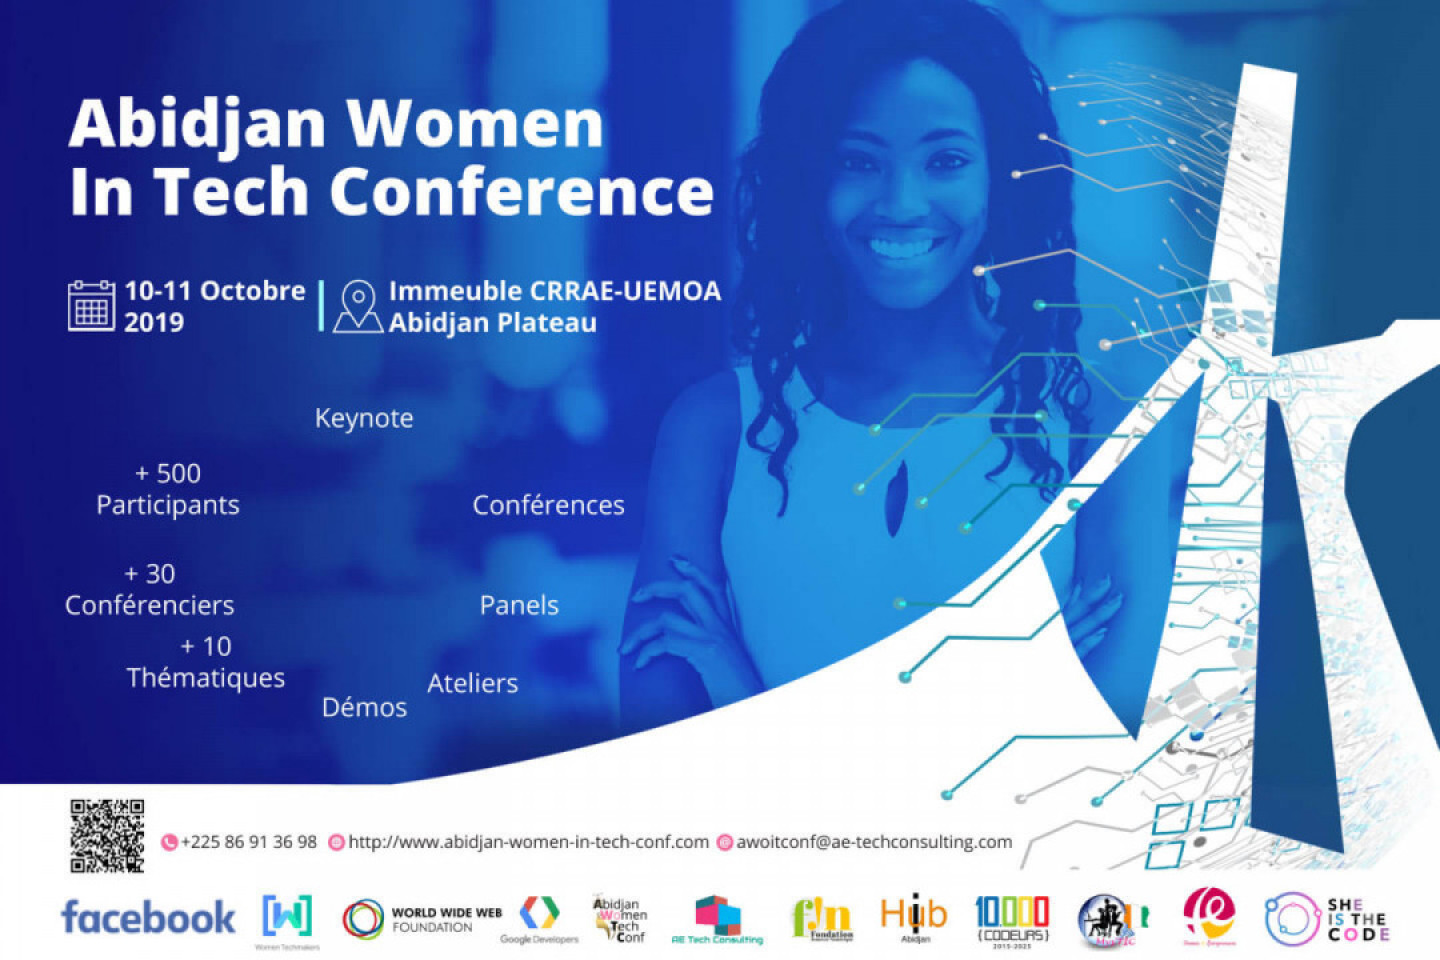 Abidjan Women
In Tech Conference
10-11 Octobre
2019
Immeuble CRRAE-UEMOA
Abidjan Plateau
Keynote
+ 500
Participants
Conférences
+ 30
Conférenciers
Panels
+ 10
Thématiques
Ateliers
Démos
+225 86 91 36 98
http://www.abidjan-women-in-tech-conf.com
awoitconf@ae-techconsulting.com
facebook
Women Techmakers
WORLD WIDE WEB
FOUNDATION
Google Developers
Abidjan
Women
Tech
Conf
AE Tech Consulting
Fondation
Hub
Abidjan
10.000
{CODEURS}
2015-2025
SHE
IS THE
CODE